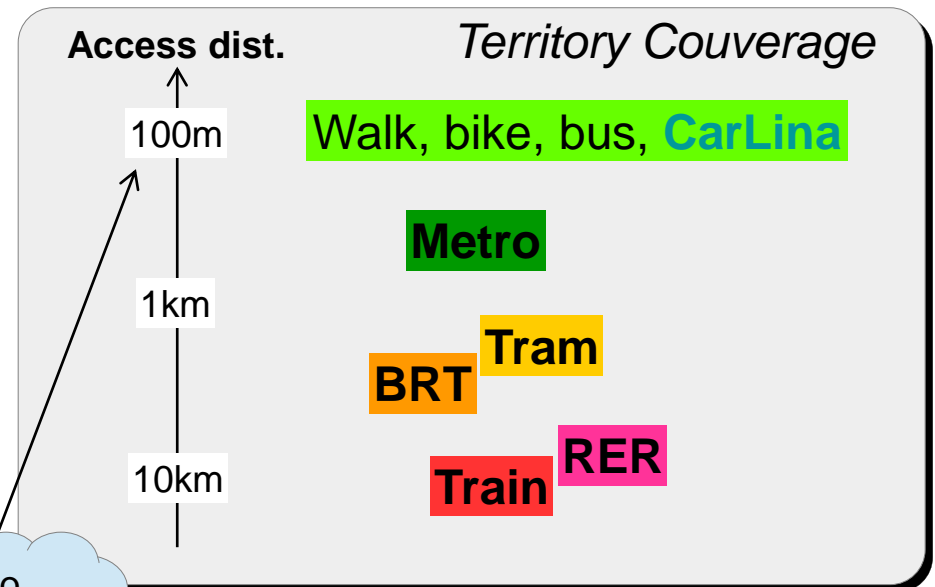 Access dist.
Territory Couverage
100m
Walk, bike, bus, CarLina
Metro
1km
Tram
BRT
RER
10km
Train